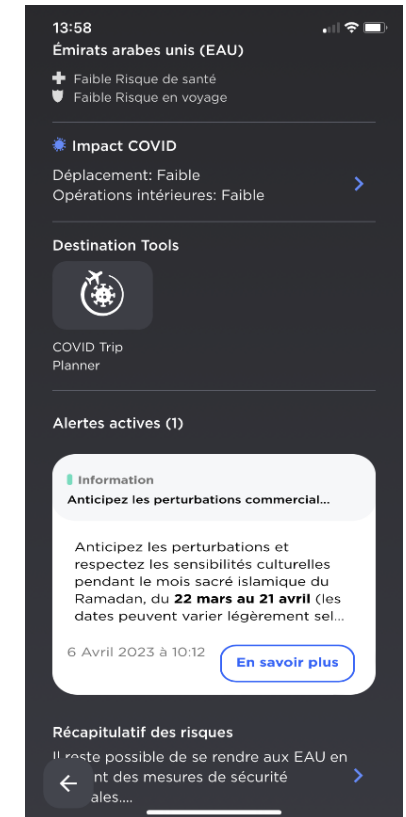 13:58
Émirats arabes unis (EAU)
Faible Risque de santé
Faible Risque en voyage
Impact COVID
Déplacement: Faible
Opérations intérieures: Faible
Destination Tools
COVID Trip
Planner
Alertes actives (1)
Information
Anticipez les perturbations commercial...
Anticipez les perturbations et
respectez les sensibilités culturelles
pendant le mois sacré islamique du
Ramadan, du 22 mars au 21 avril (les
dates peuvent varier légèrement sel...
6 Avril 2023 à 10:12
En savoir plus
Récapitulatif des risques
Il reste possible de se rendre aux EAU en
des mesures de sécurité